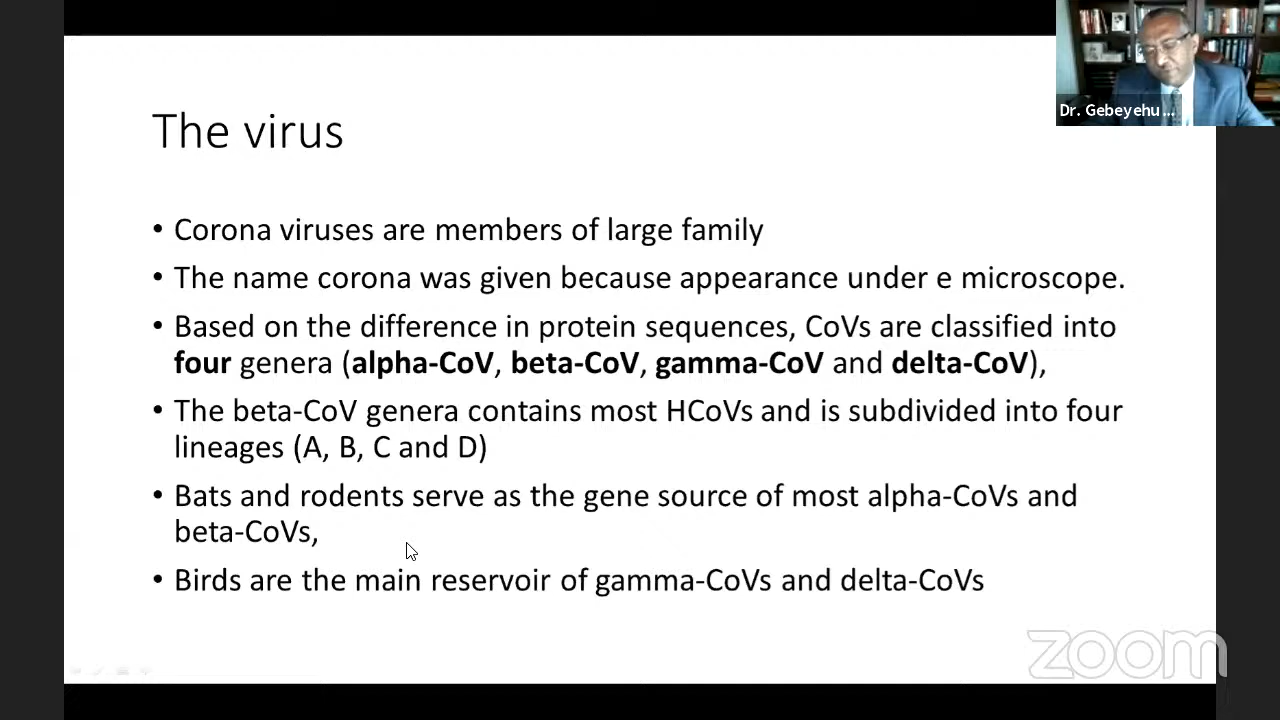 Dr. Gebeyehu ...
The virus
• Corona viruses are members of large family
• The name corona was given because appearance under e microscope.
• Based on the difference in protein sequences, CoVs are classified into
four genera (alpha-CoV, beta-CoV, gamma-CoV and delta-CoV),
• The beta-CoV genera contains most HCoVs and is subdivided into four
lineages (A, B, C and D)
• Bats and rodents serve as the gene source of most alpha-CoVs and
beta-CoVs,
• Birds are the main reservoir of gamma-CoVs and delta-CoVs
zoom